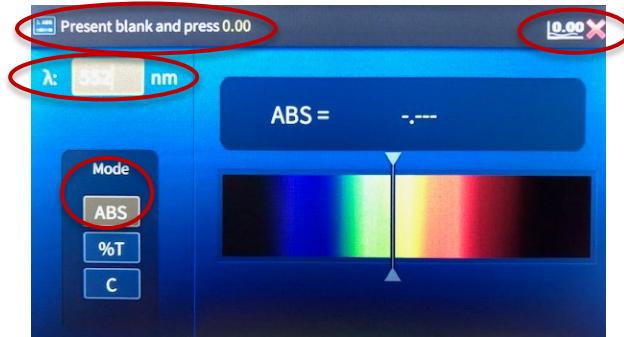 Present blank and press 0.00
0.00
λ: 552 nm
ABS = -.---
Mode
ABS
%T
C